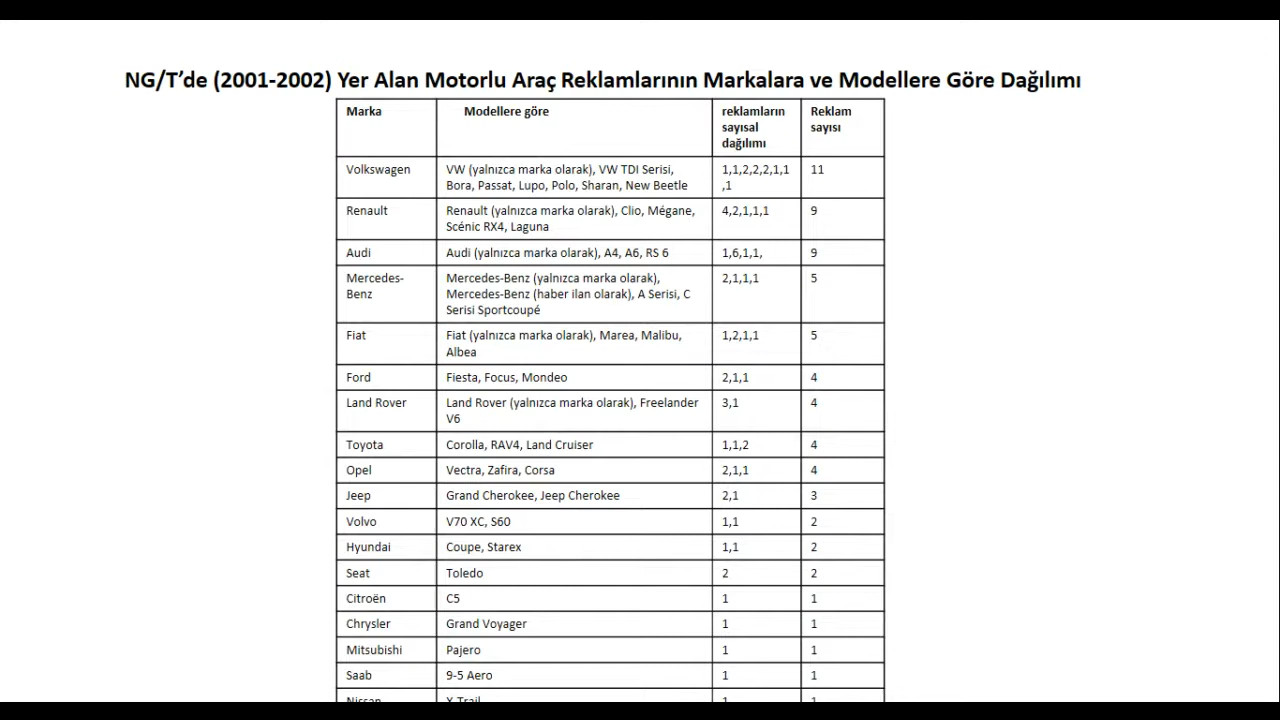 NG/T’de (2001-2002) Yer Alan Motorlu Araç Reklamlarının Markalara ve Modellere Göre Dağılımı
Marka Modellere göre reklamların sayısal dağılımı Reklam sayısı
Volkswagen VW (yalnızca marka olarak), VW TDI Serisi, Bora, Passat, Lupo, Polo, Sharan, New Beetle 1,1,2,2,2,1,1,1 11
Renault Renault (yalnızca marka olarak), Clio, Mégane, Scénic RX4, Laguna 4,2,1,1,1 9
Audi Audi (yalnızca marka olarak), A4, A6, RS 6 1,6,1,1, 9
Mercedes-Benz Mercedes-Benz (yalnızca marka olarak), Mercedes-Benz (haber ilan olarak), A Serisi, C Serisi Sportcoupé 2,1,1,1 5
Fiat Fiat (yalnızca marka olarak), Marea, Malibu, Albea 1,2,1,1 5
Ford Fiesta, Focus, Mondeo 2,1,1 4
Land Rover Land Rover (yalnızca marka olarak), Freelander V6 3,1 4
Toyota Corolla, RAV4, Land Cruiser 1,1,2 4
Opel Vectra, Zafira, Corsa 2,1,1 4
Jeep Grand Cherokee, Jeep Cherokee 2,1 3
Volvo V70 XC, S60 1,1 2
Hyundai Coupe, Starex 1,1 2
Seat Toledo 2 2
Citroën C5 1 1
Chrysler Grand Voyager 1 1
Mitsubishi Pajero 1 1
Saab 9-5 Aero 1 1
Nissan X-Trail 1 1